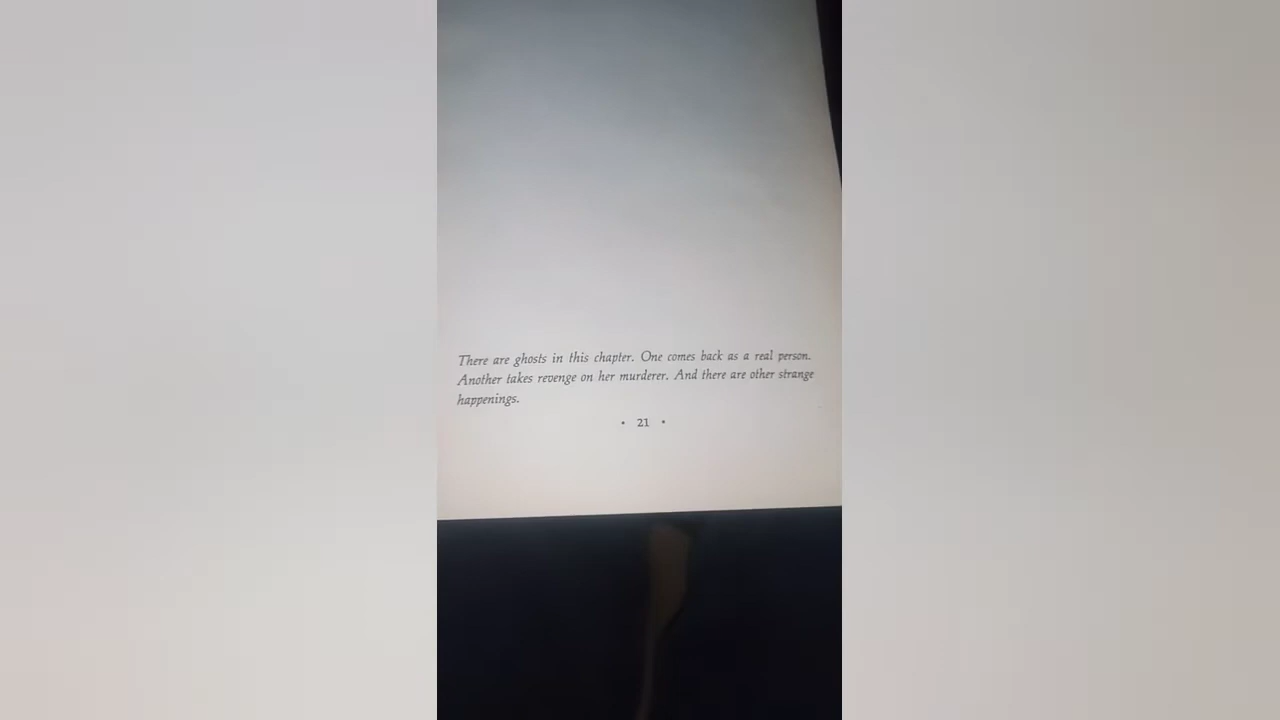 There are ghosts in this chapter. One comes back as a real person.
Another takes revenge on her murderer. And there are other strange
happenings.
• 21 •